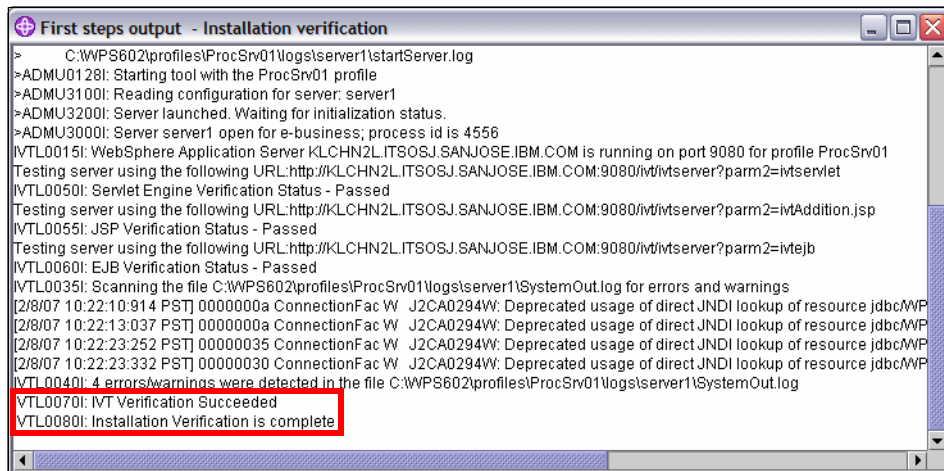 First steps output - Installation verification
> C:\WPS602\profiles\ProcSrv01\logs\server1\startServer.log
>ADMU0128I: Starting tool with the ProcSrv01 profile
>ADMU3100I: Reading configuration for server: server1
>ADMU3200I: Server launched. Waiting for initialization status.
>ADMU3000I: Server server1 open for e-business; process id is 4556
IVTL0015I: WebSphere Application Server KLCHN2L.ITSOSJ.SANJOSE.IBM.COM is running on port 9080 for profile ProcSrv01
Testing server using the following URL:http://KLCHN2L.ITSOSJ.SANJOSE.IBM.COM:9080/ivt/ivtserver?parm2=ivtservlet
IVTL0050I: Servlet Engine Verification Status - Passed
Testing server using the following URL:http://KLCHN2L.ITSOSJ.SANJOSE.IBM.COM:9080/ivt/ivtserver?parm2=ivtAddition.jsp
IVTL0055I: JSP Verification Status - Passed
Testing server using the following URL:http://KLCHN2L.ITSOSJ.SANJOSE.IBM.COM:9080/ivt/ivtserver?parm2=ivtejb
IVTL0060I: EJB Verification Status - Passed
IVTL0035I: Scanning the file C:\WPS602\profiles\ProcSrv01\logs\server1\SystemOut.log for errors and warnings
[2/8/07 10:22:10:914 PST] 0000000a ConnectionFac W J2CA0294W: Deprecated usage of direct JNDI lookup of resource jdbc/WP
[2/8/07 10:22:13:037 PST] 0000000a ConnectionFac W J2CA0294W: Deprecated usage of direct JNDI lookup of resource jdbc/WP
[2/8/07 10:22:23:252 PST] 00000035 ConnectionFac W J2CA0294W: Deprecated usage of direct JNDI lookup of resource jdbc/WP
[2/8/07 10:22:23:332 PST] 00000030 ConnectionFac W J2CA0294W: Deprecated usage of direct JNDI lookup of resource jdbc/WP
IVTL0040I: 4 errors/warnings were detected in the file C:\WPS602\profiles\ProcSrv01\logs\server1\SystemOut.log
VTL0070I: IVT Verification Succeeded
VTL0080I: Installation Verification is complete